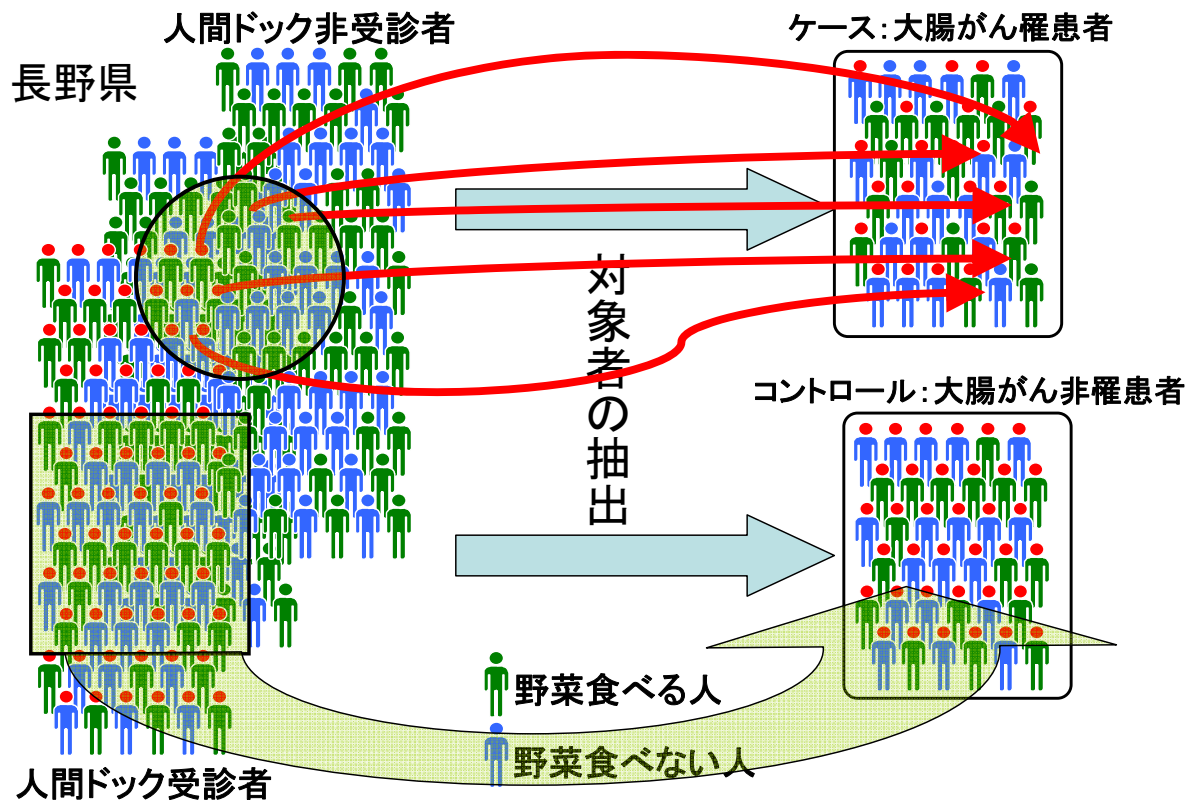 人間ドック非受診者
ケース：大腸がん罹患者
長野県
対象者の抽出
コントロール：大腸がん非罹患者
野菜食べる人
野菜食べない人
人間ドック受診者